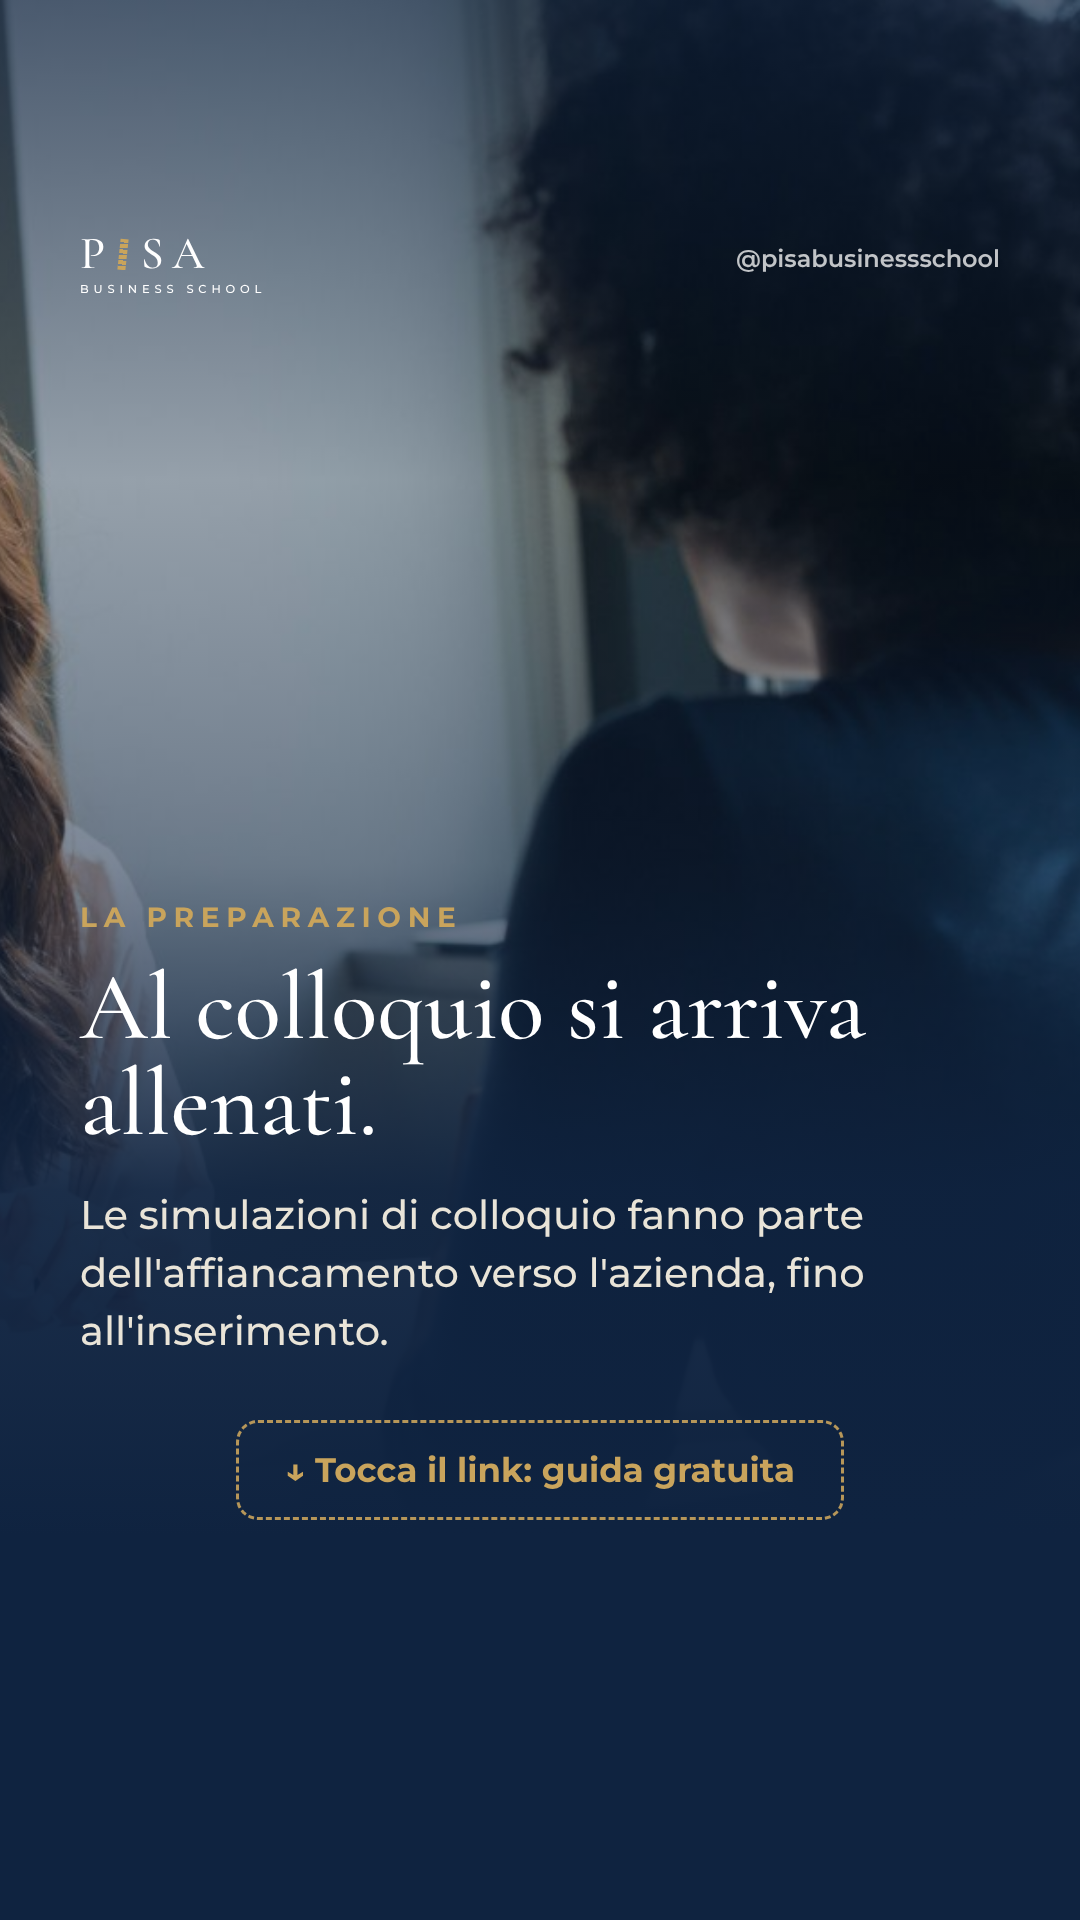 PISA
BUSINESS SCHOOL
@pisabusinessschool
LA PREPARAZIONE
Al colloquio si arriva
allenati.
Le simulazioni di colloquio fanno parte
dell'affiancamento verso l'azienda, fino
all'inserimento.
↓ Tocca il link: guida gratuita